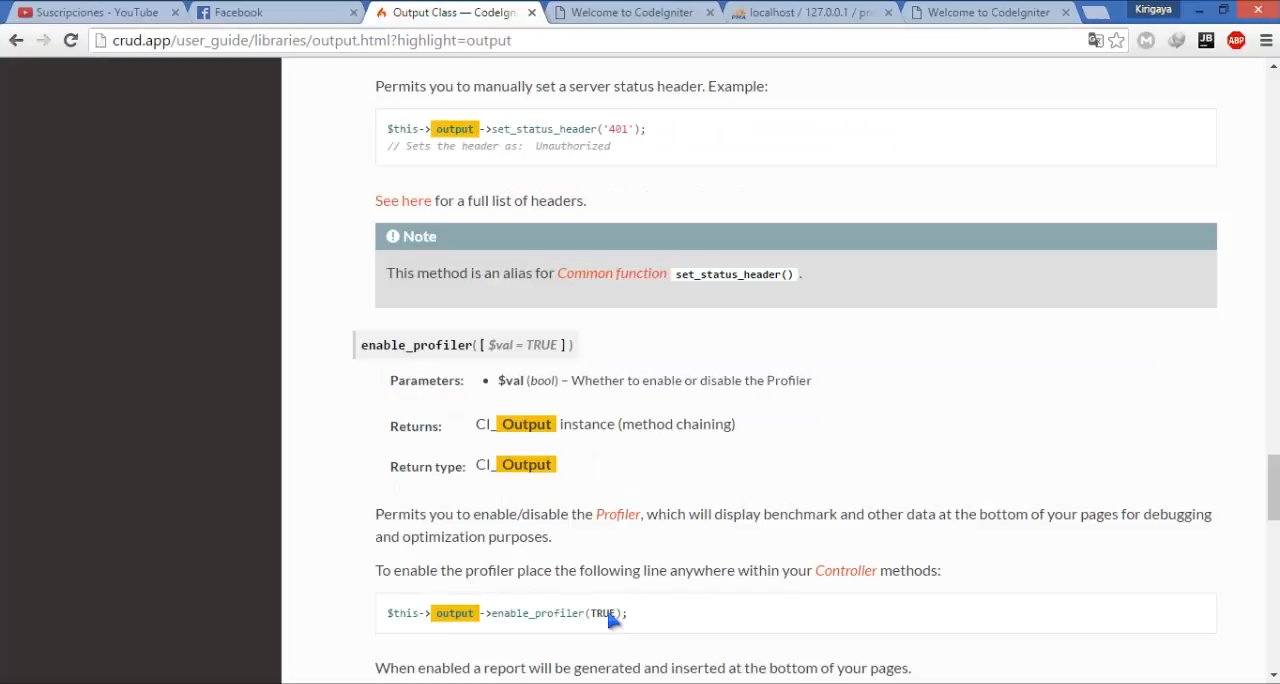 Suscripciones - YouTube
Facebook
Output Class — CodeIgn
Welcome to CodeIgniter
localhost / 127.0.0.1 / pr
Welcome to CodeIgniter
Kirigaya
crud.app/user_guide/libraries/output.html?highlight=output
M
JB
ABP
Permits you to manually set a server status header. Example:
$this->output->set_status_header('401');
// Sets the header as:  Unauthorized
See here for a full list of headers.
Note
This method is an alias for Common function set_status_header().
enable_profiler([$val = TRUE])
Parameters: • $val (bool) – Whether to enable or disable the Profiler
Returns: CI_Output instance (method chaining)
Return type: CI_Output
Permits you to enable/disable the Profiler, which will display benchmark and other data at the bottom of your pages for debugging
and optimization purposes.
To enable the profiler place the following line anywhere within your Controller methods:
$this->output->enable_profiler(TRUE);
When enabled a report will be generated and inserted at the bottom of your pages.